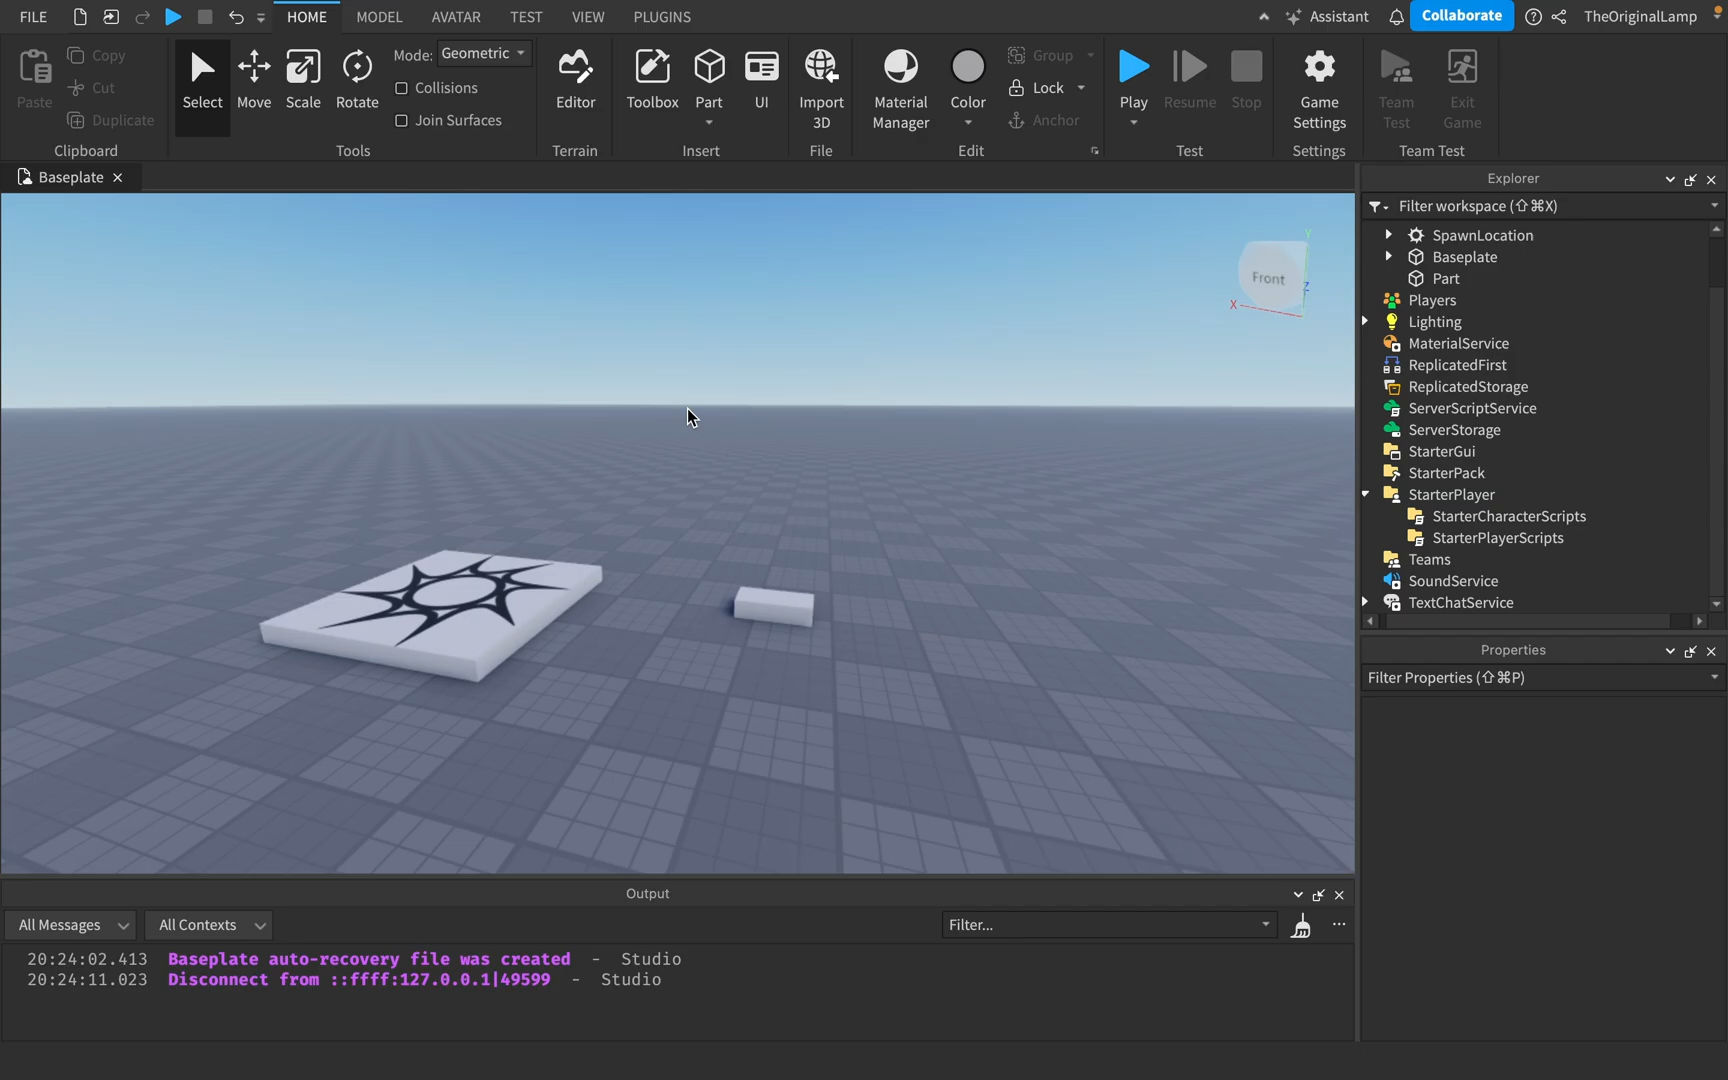 FILE HOME MODEL AVATAR TEST VIEW PLUGINS Assistant Collaborate TheOriginalLamp
Paste Copy Cut Duplicate
Clipboard
Select Move Scale Rotate
Mode: Geometric
Collisions
Join Surfaces
Tools
Editor
Terrain
Toolbox Part UI
Insert
Import 3D
File
Material Manager Color
Group
Lock
Anchor
Edit
Play Resume Stop
Test
Game Settings
Settings
Team Test Exit Game
Team Test
Baseplate
Front
X
Y
Z
Explorer
Filter workspace (⇧⌘X)
SpawnLocation
Baseplate
Part
Players
Lighting
MaterialService
ReplicatedFirst
ReplicatedStorage
ServerScriptService
ServerStorage
StarterGui
StarterPack
StarterPlayer
StarterCharacterScripts
StarterPlayerScripts
Teams
SoundService
TextChatService
Properties
Filter Properties (⇧⌘P)
Output
All Messages All Contexts Filter...
20:24:02.413 Baseplate auto-recovery file was created - Studio
20:24:11.023 Disconnect from ::ffff:127.0.0.1|49599 - Studio